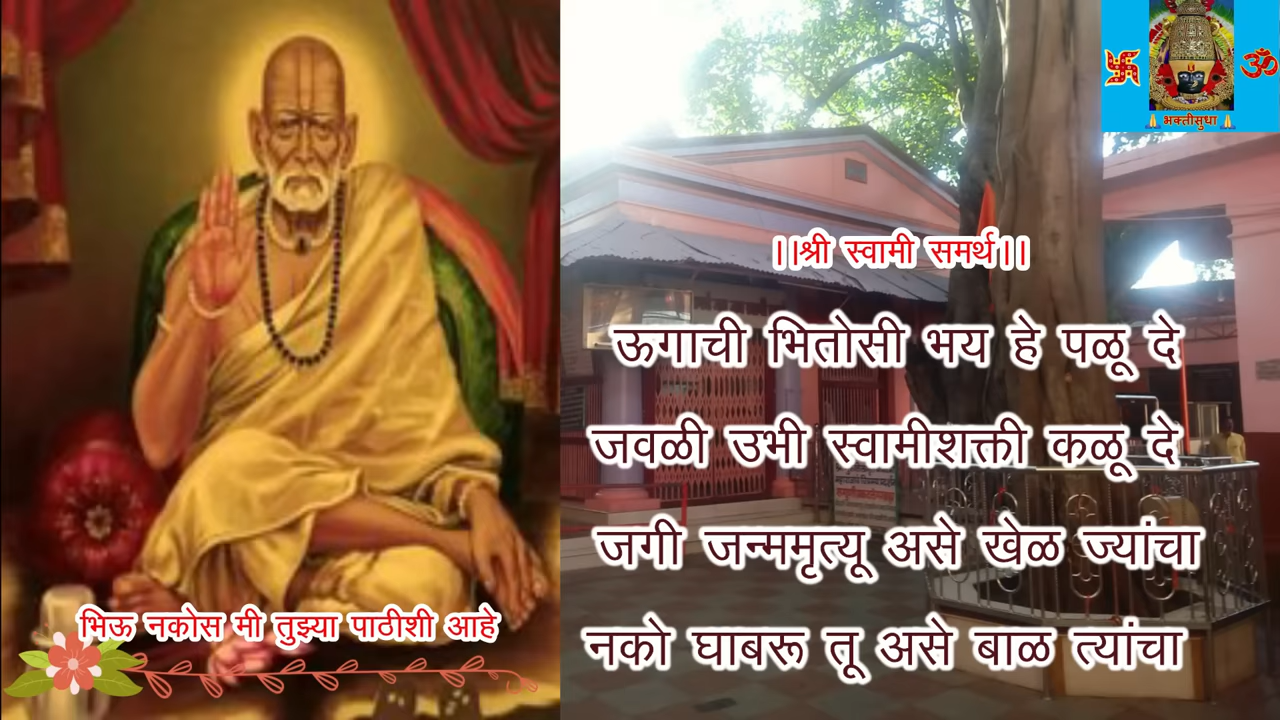 भक्तीसुधा
।।श्री स्वामी समर्थ।।
ऊगाची भितोसी भय हे पळू दे
जवळी उभी स्वामीशक्ती कळू दे
जगी जन्ममृत्यू असे खेळ ज्यांचा
नको घाबरू तू असे बाळ त्यांचा
भिऊ नकोस मी तुझ्या पाठीशी आहे